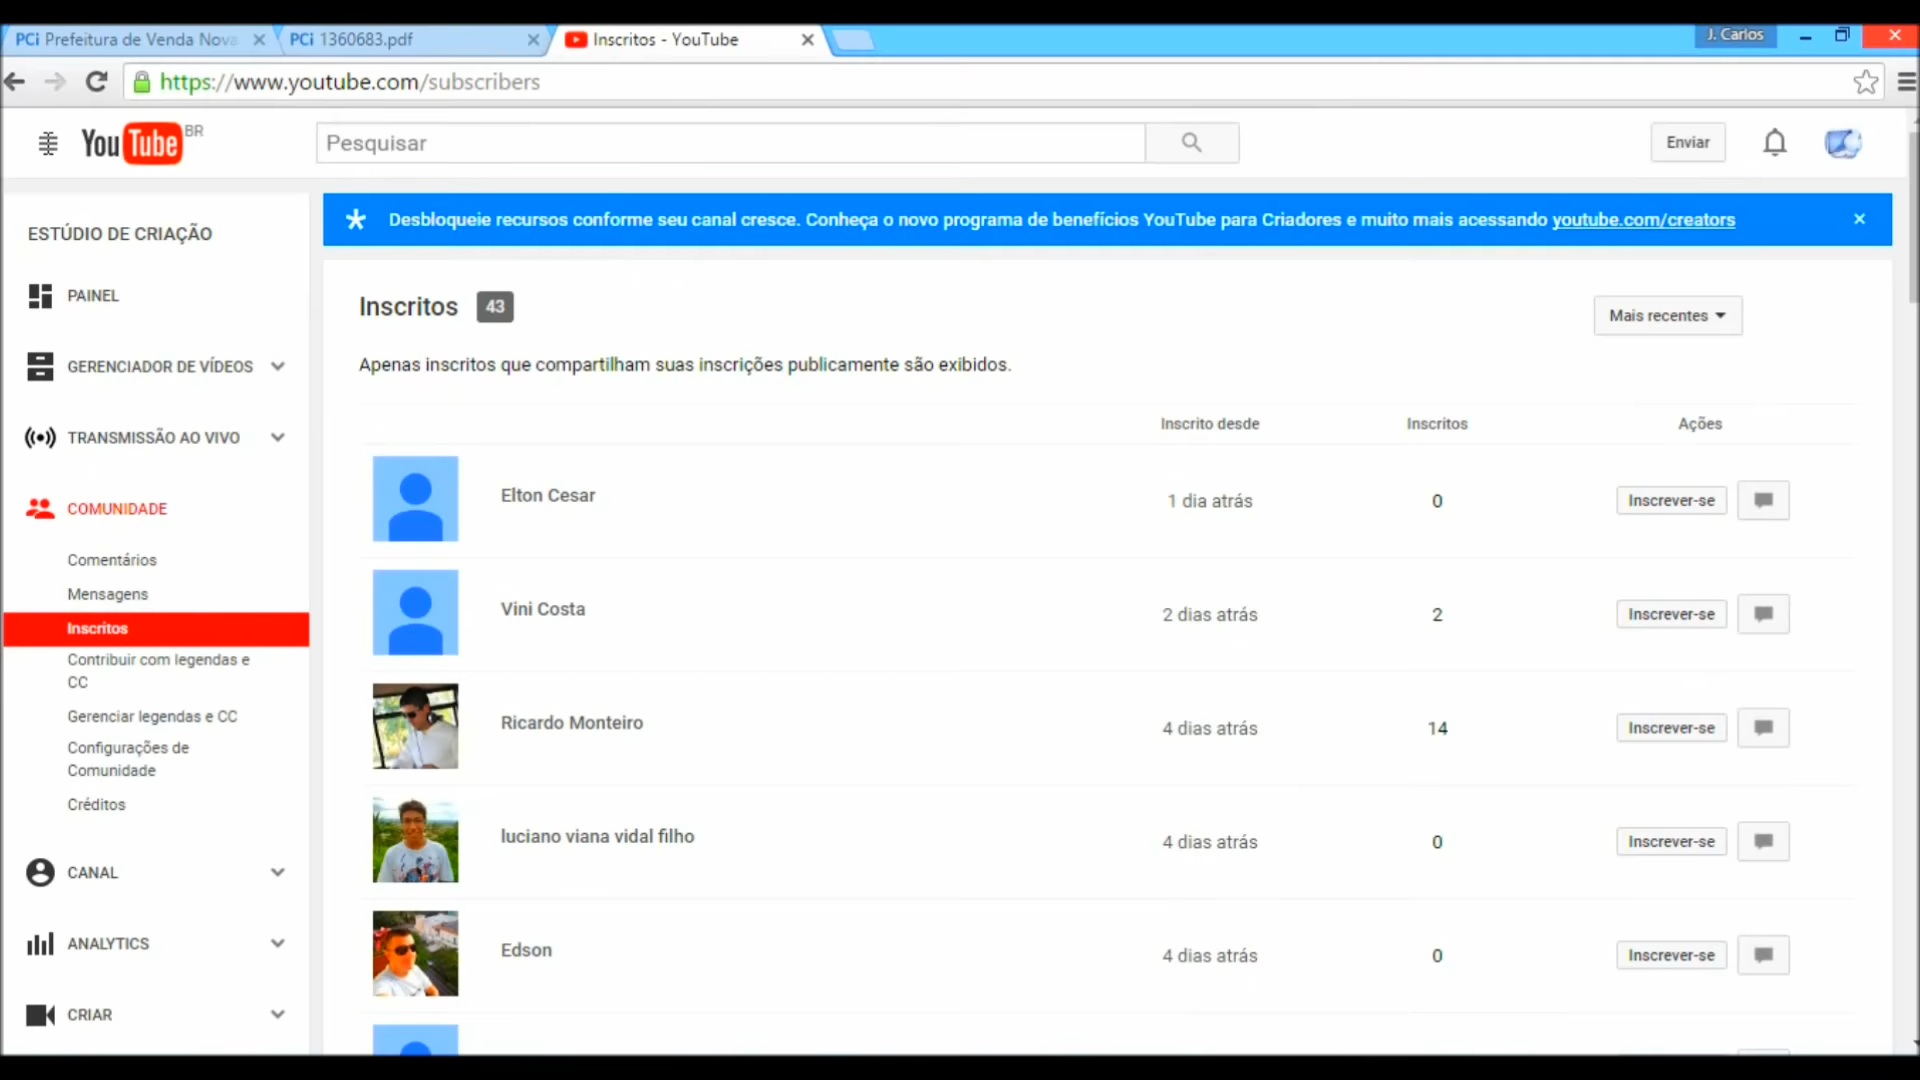 PCi Prefeitura de Venda Nova
PCi 1360683.pdf
Inscritos - YouTube
J. Carlos
https://www.youtube.com/subscribers
YouTube BR
Pesquisar
Enviar
ESTÚDIO DE CRIAÇÃO
PAINEL
GERENCIADOR DE VÍDEOS
TRANSMISSÃO AO VIVO
COMUNIDADE
Comentários
Mensagens
Inscritos
Contribuir com legendas e
CC
Gerenciar legendas e CC
Configurações de
Comunidade
Créditos
CANAL
ANALYTICS
CRIAR
Desbloqueie recursos conforme seu canal cresce. Conheça o novo programa de benefícios YouTube para Criadores e muito mais acessando youtube.com/creators
Inscritos 43
Mais recentes
Apenas inscritos que compartilham suas inscrições publicamente são exibidos.
Inscrito desde Inscritos Ações
Elton Cesar 1 dia atrás 0 Inscrever-se
Vini Costa 2 dias atrás 2 Inscrever-se
Ricardo Monteiro 4 dias atrás 14 Inscrever-se
luciano viana vidal filho 4 dias atrás 0 Inscrever-se
Edson 4 dias atrás 0 Inscrever-se